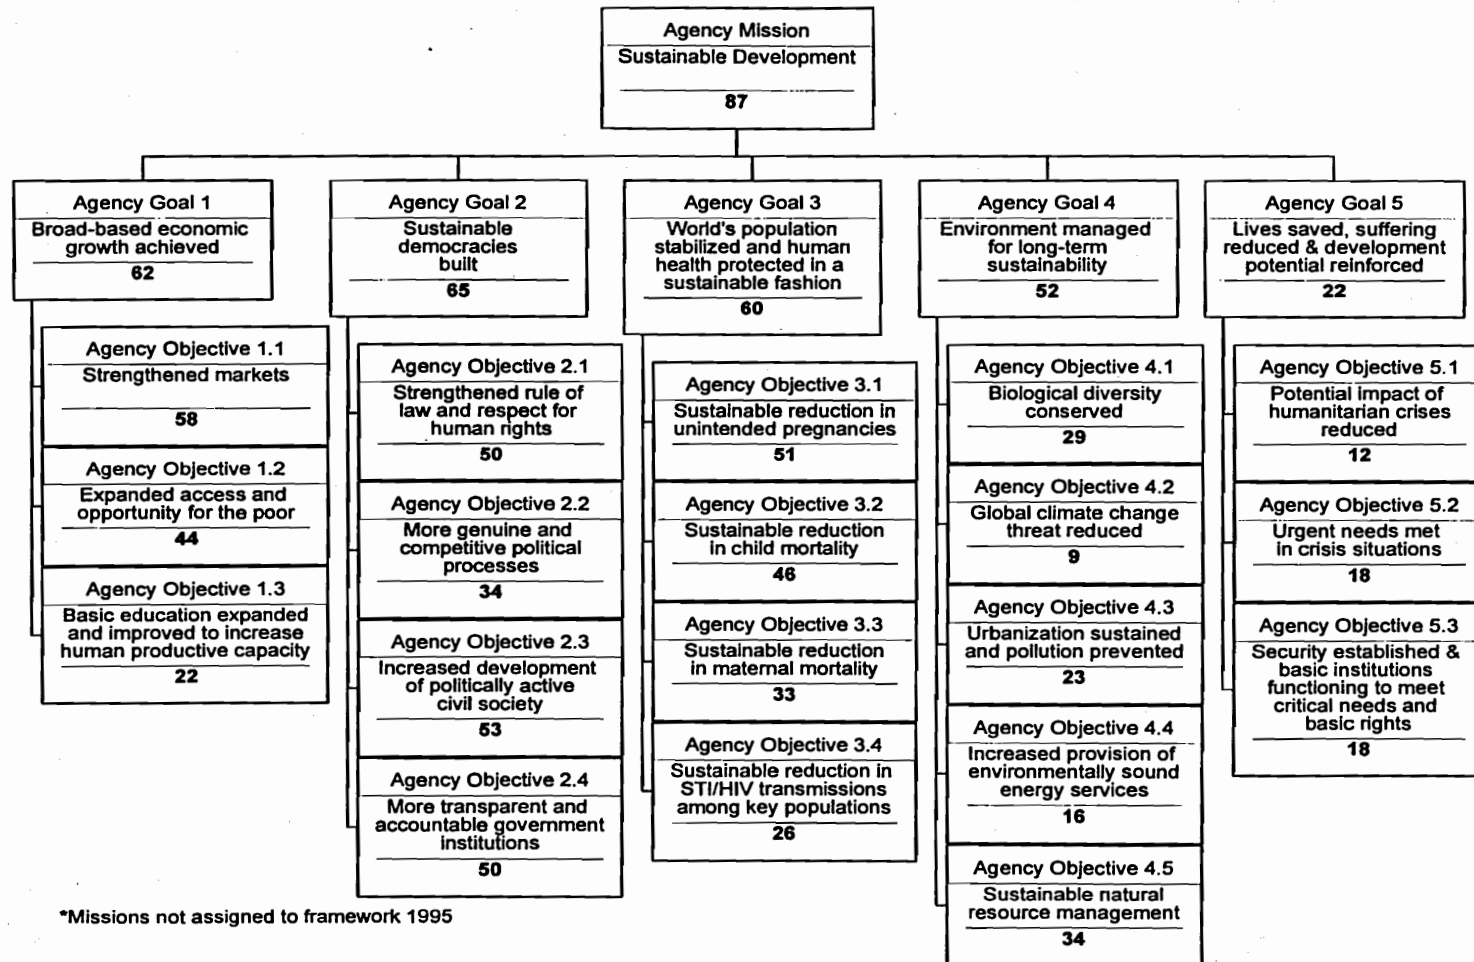 Agency Mission
Sustainable Development
87
Agency Goal 1
Broad-based economic
growth achieved
62
Agency Objective 1.1
Strengthened markets
58
Agency Objective 1.2
Expanded access and
opportunity for the poor
44
Agency Objective 1.3
Basic education expanded
and improved to increase
human productive capacity
22
Agency Goal 2
Sustainable
democracies
built
65
Agency Objective 2.1
Strengthened rule of
law and respect for
human rights
50
Agency Objective 2.2
More genuine and
competitive political
processes
34
Agency Objective 2.3
Increased development
of politically active
civil society
53
Agency Objective 2.4
More transparent and
accountable government
institutions
50
Agency Goal 3
World's population
stabilized and human
health protected in a
sustainable fashion
60
Agency Objective 3.1
Sustainable reduction in
unintended pregnancies
51
Agency Objective 3.2
Sustainable reduction
in child mortality
46
Agency Objective 3.3
Sustainable reduction
in maternal mortality
33
Agency Objective 3.4
Sustainable reduction in
STI/HIV transmissions
among key populations
26
Agency Goal 4
Environment managed
for long-term
sustainability
52
Agency Objective 4.1
Biological diversity
conserved
29
Agency Objective 4.2
Global climate change
threat reduced
9
Agency Objective 4.3
Urbanization sustained
and pollution prevented
23
Agency Objective 4.4
Increased provision of
environmentally sound
energy services
16
Agency Objective 4.5
Sustainable natural
resource management
34
Agency Goal 5
Lives saved, suffering
reduced & development
potential reinforced
22
Agency Objective 5.1
Potential impact of
humanitarian crises
reduced
12
Agency Objective 5.2
Urgent needs met
in crisis situations
18
Agency Objective 5.3
Security established &
basic institutions
functioning to meet
critical needs and
basic rights
18
*Missions not assigned to framework 1995